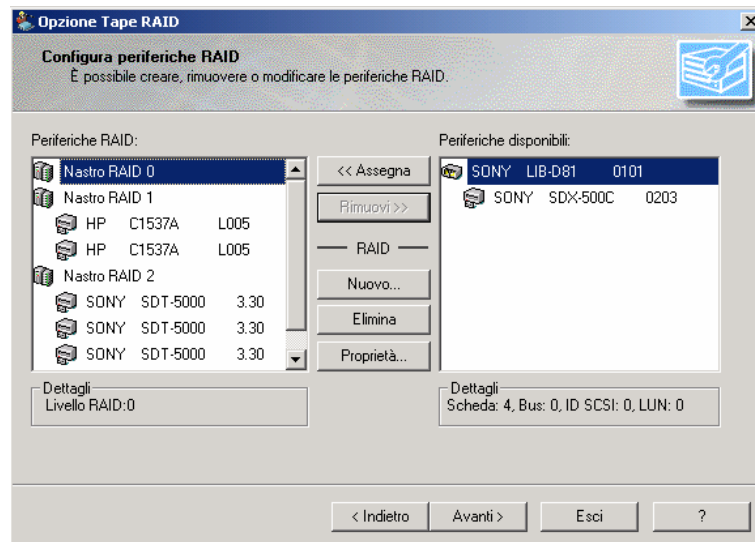 Opzione Tape RAID
Configura periferiche RAID
È possibile creare, rimuovere o modificare le periferiche RAID.
Periferiche RAID:
Nastro RAID 0
Nastro RAID 1
HP C1537A L005
HP C1537A L005
Nastro RAID 2
SONY SDT-5000 3.30
SONY SDT-5000 3.30
SONY SDT-5000 3.30
Dettagli
Livello RAID:0
<< Assegna
Rimuovi >>
RAID
Nuovo...
Elimina
Proprietà...
Periferiche disponibili:
SONY LIB-D81 0101
SONY SDX-500C 0203
Dettagli
Scheda: 4, Bus: 0, ID SCSI: 0, LUN: 0
< Indietro Avanti > Esci ?